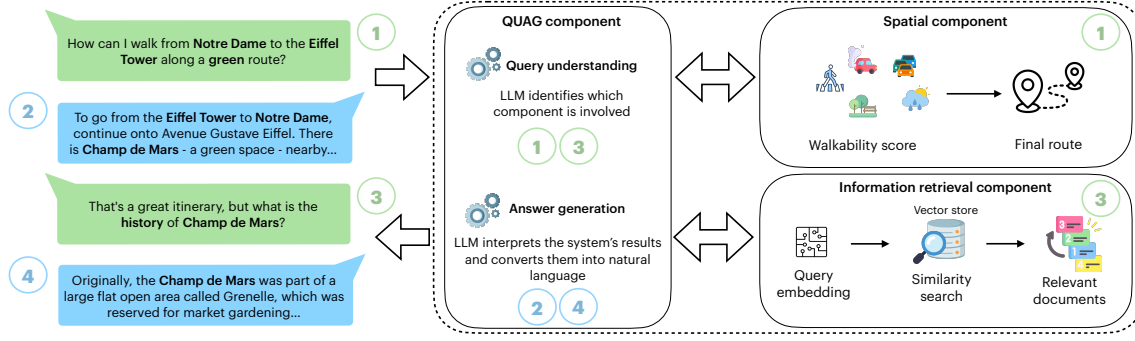 How can I walk from Notre Dame to the Eiffel
Tower along a green route?
1
2
To go from the Eiffel Tower to Notre Dame,
continue onto Avenue Gustave Eiffel. There
is Champ de Mars - a green space - nearby...
That's a great itinerary, but what is the
history of Champ de Mars?
3
4
Originally, the Champ de Mars was part of a
large flat open area called Grenelle, which was
reserved for market gardening...
QUAG component
Query understanding
LLM identifies which
component is involved
1 3
Answer generation
LLM interprets the system's results
and converts them into natural
language
2 4
Spatial component
1
Walkability score
Final route
Information retrieval component
3
Vector store
Query
embedding
Similarity
search
3
2
1
Relevant
documents